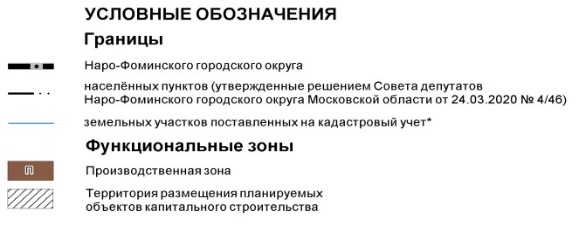 УСЛОВНЫЕ ОБОЗНАЧЕНИЯ
Границы
Наро-Фоминского городского округа
населённых пунктов (утвержденные решением Совета депутатов
Наро-Фоминского городского округа Московской области от 24.03.2020 № 4/46)
земельных участков поставленных на кадастровый учет*
Функциональные зоны
П Производственная зона
Территория размещения планируемых
объектов капитального строительства